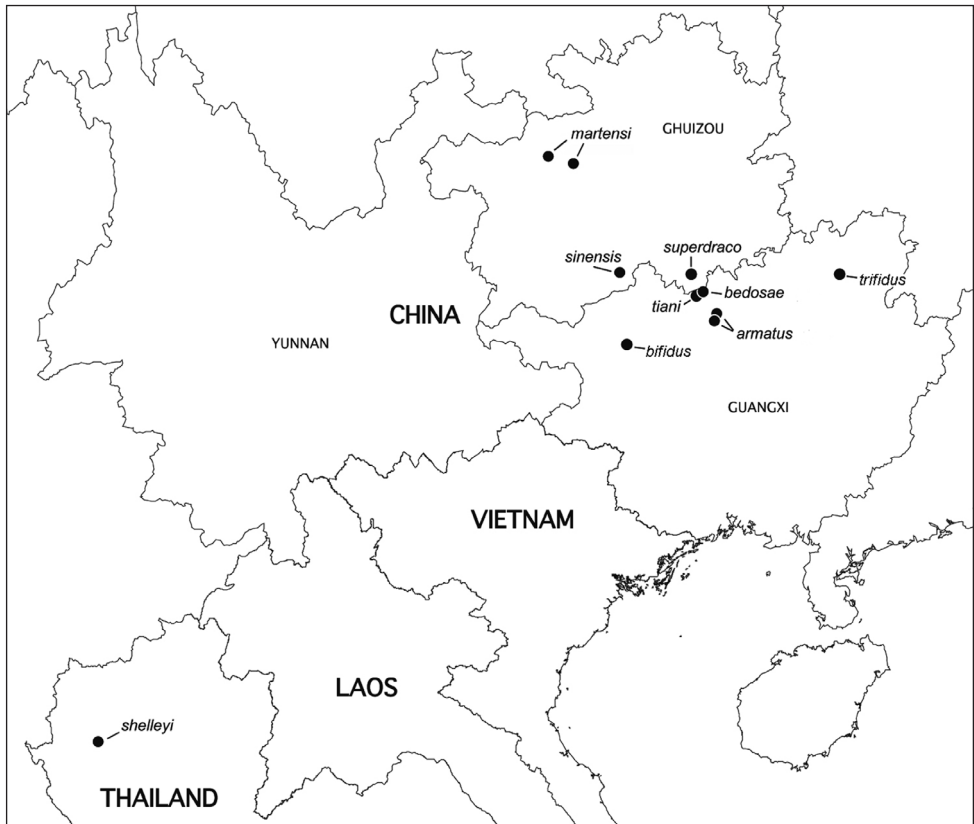 martensi
GHUIZOU
sinensis
superdraco
trifidus
bedosae
tiani
CHINA
armatus
YUNNAN
bifidus
GUANGXI
VIETNAM
LAOS
shelleyi
THAILAND